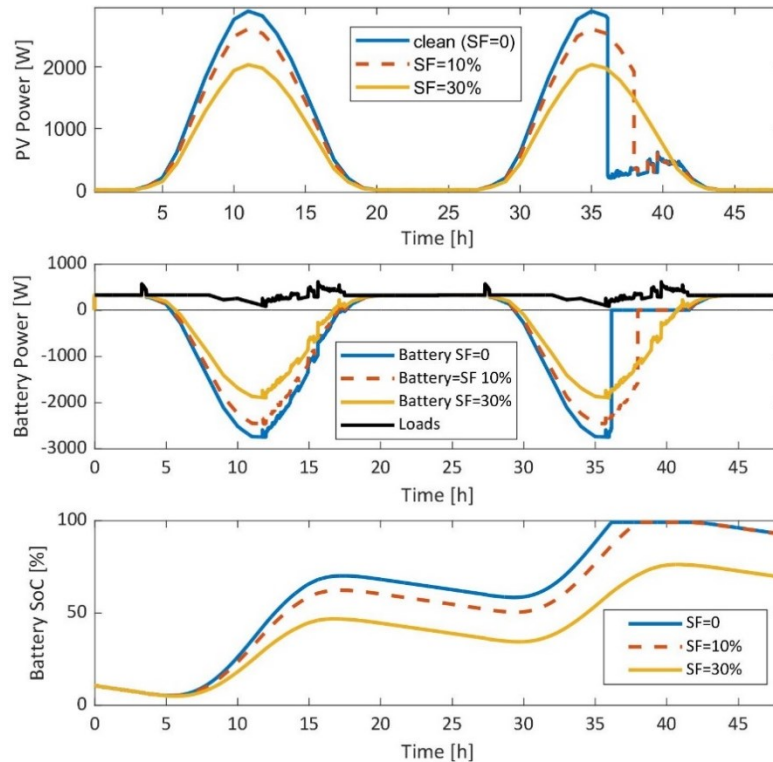 PV Power [W]
2000
1000
0
clean (SF=0)
SF=10%
SF=30%
5 10 15 20 25 30 35 40 45
Time [h]
Battery Power [W]
1000
0
-1000
-2000
-3000
Battery SF=0
Battery=SF 10%
Battery SF=30%
Loads
0 5 10 15 20 25 30 35 40 45
Time [h]
Battery SoC [%]
100
50
0
SF=0
SF=10%
SF=30%
0 5 10 15 20 25 30 35 40 45
Time [h]